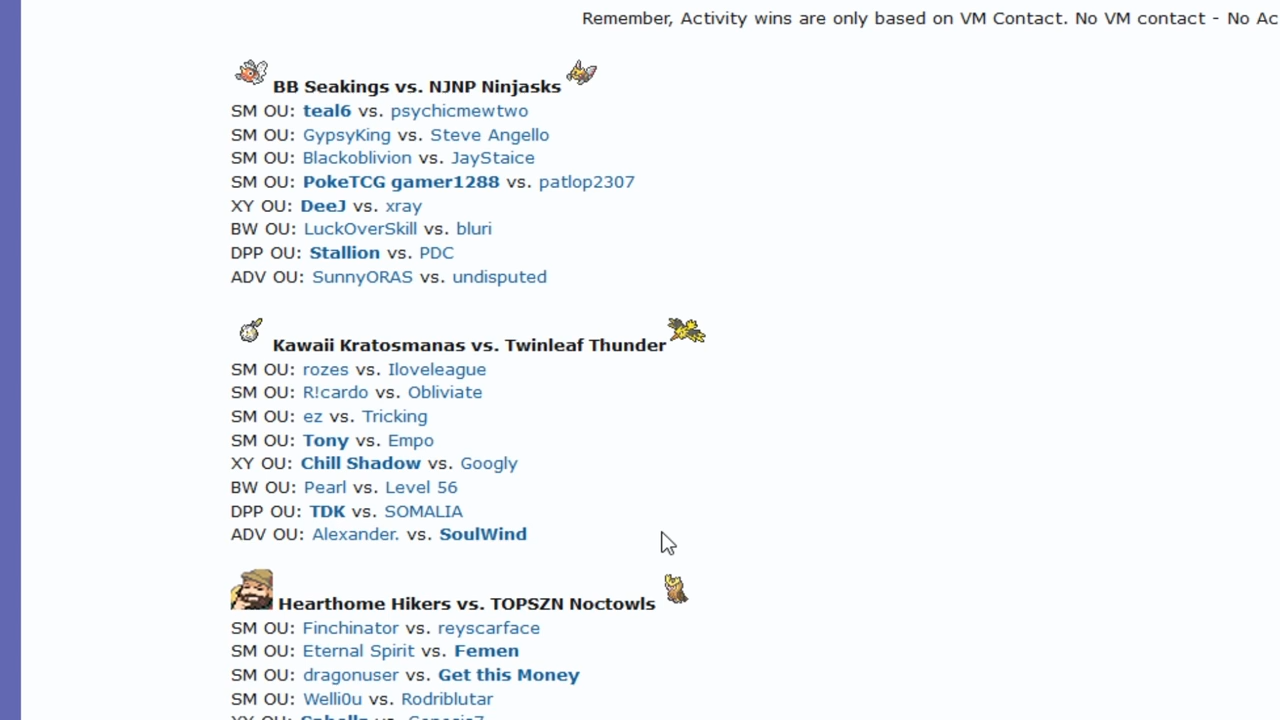 Remember, Activity wins are only based on VM Contact. No VM contact - No Ac
BB Seakings vs. NJNP Ninjasks
SM OU: teal6 vs. psychicmewtwo
SM OU: GypsyKing vs. Steve Angello
SM OU: Blackoblivion vs. JayStaice
SM OU: PokeTCG gamer1288 vs. patlop2307
XY OU: DeeJ vs. xray
BW OU: LuckOverSkill vs. bluri
DPP OU: Stallion vs. PDC
ADV OU: SunnyORAS vs. undisputed
Kawaii Kratosmanas vs. Twinleaf Thunder
SM OU: rozes vs. Iloveleague
SM OU: R!cardo vs. Obliviate
SM OU: ez vs. Tricking
SM OU: Tony vs. Empo
XY OU: Chill Shadow vs. Googly
BW OU: Pearl vs. Level 56
DPP OU: TDK vs. SOMALIA
ADV OU: Alexander. vs. SoulWind
Hearthome Hikers vs. TOPSZN Noctowls
SM OU: Finchinator vs. reyscarface
SM OU: Eternal Spirit vs. Femen
SM OU: dragonuser vs. Get this Money
SM OU: Welli0u vs. Rodriblutar
XY OU: vs.